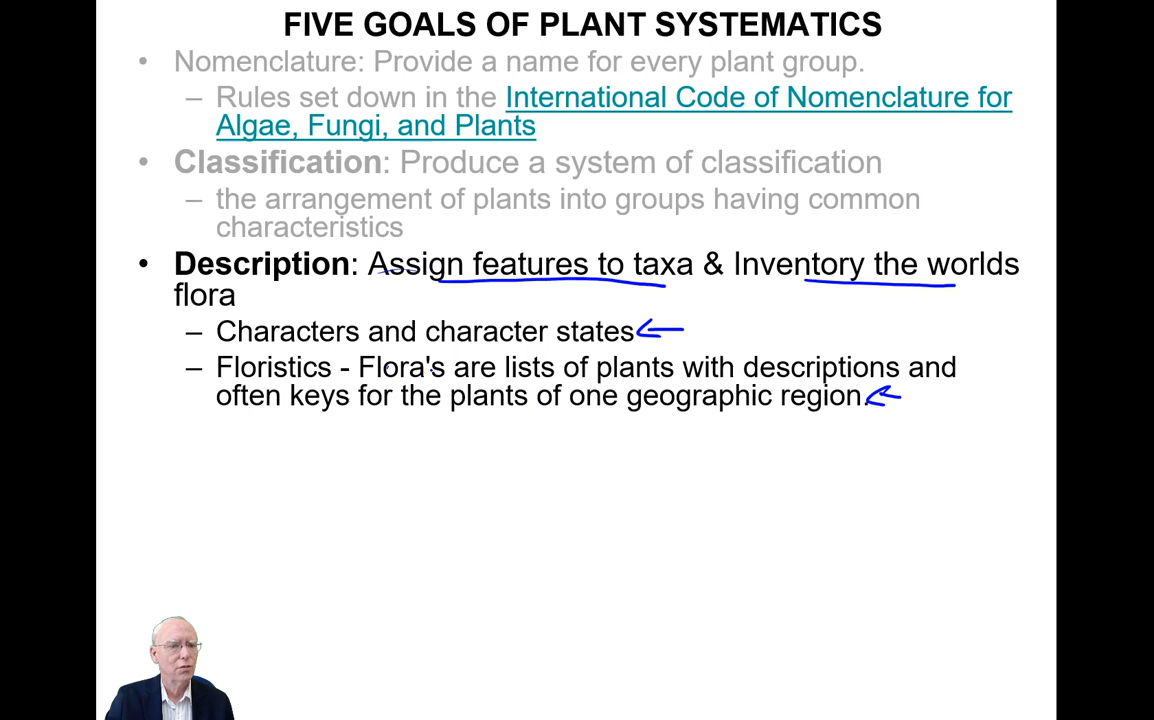 FIVE GOALS OF PLANT SYSTEMATICS
• Nomenclature: Provide a name for every plant group.
– Rules set down in the International Code of Nomenclature for
Algae, Fungi, and Plants
• Classification: Produce a system of classification
– the arrangement of plants into groups having common
characteristics
• Description: Assign features to taxa & Inventory the worlds
flora
– Characters and character states
– Floristics - Flora's are lists of plants with descriptions and
often keys for the plants of one geographic region.